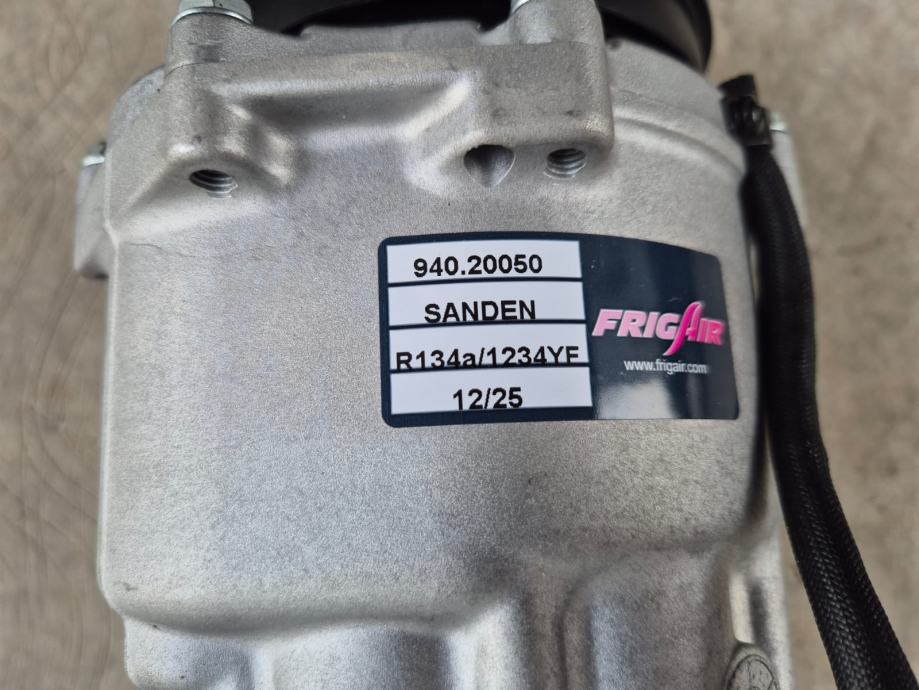 940.20050
SANDEN
R134a/1234YF
12/25
FRIGAIR
www.frigair.com